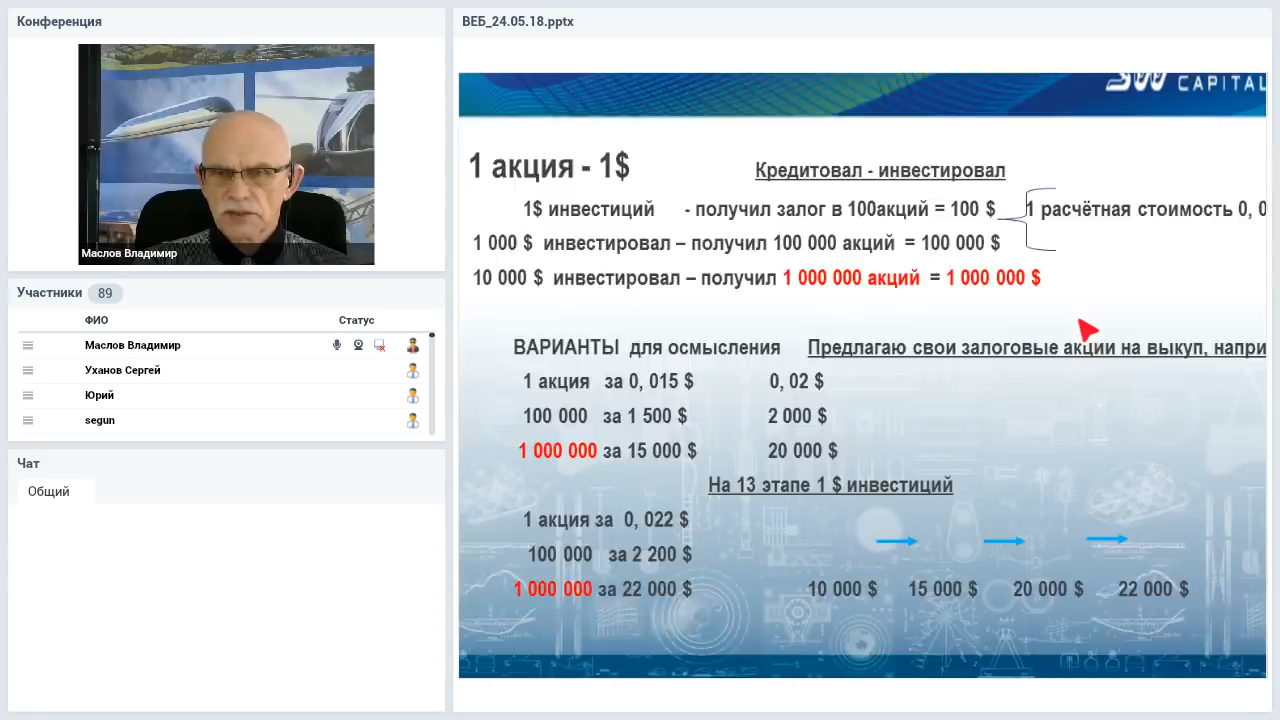 Конференция
Маслов Владимир
Участники 89
ФИО Статус
Маслов Владимир
Уханов Сергей
Юрий
segun
Чат
Общий
ВЕБ_24.05.18.pptx
CAPITAL
1 акция - 1$ Кредитовал - инвестировал
1$ инвестиций - получил залог в 100акций = 100 $ 1 расчётная стоимость 0, 0
1 000 $ инвестировал – получил 100 000 акций = 100 000 $
10 000 $ инвестировал – получил 1 000 000 акций = 1 000 000 $
ВАРИАНТЫ для осмысления Предлагаю свои залоговые акции на выкуп, напри
1 акция за 0, 015 $ 0, 02 $
100 000 за 1 500 $ 2 000 $
1 000 000 за 15 000 $ 20 000 $
На 13 этапе 1 $ инвестиций
1 акция за 0, 022 $
100 000 за 2 200 $
1 000 000 за 22 000 $ 10 000 $ 15 000 $ 20 000 $ 22 000 $